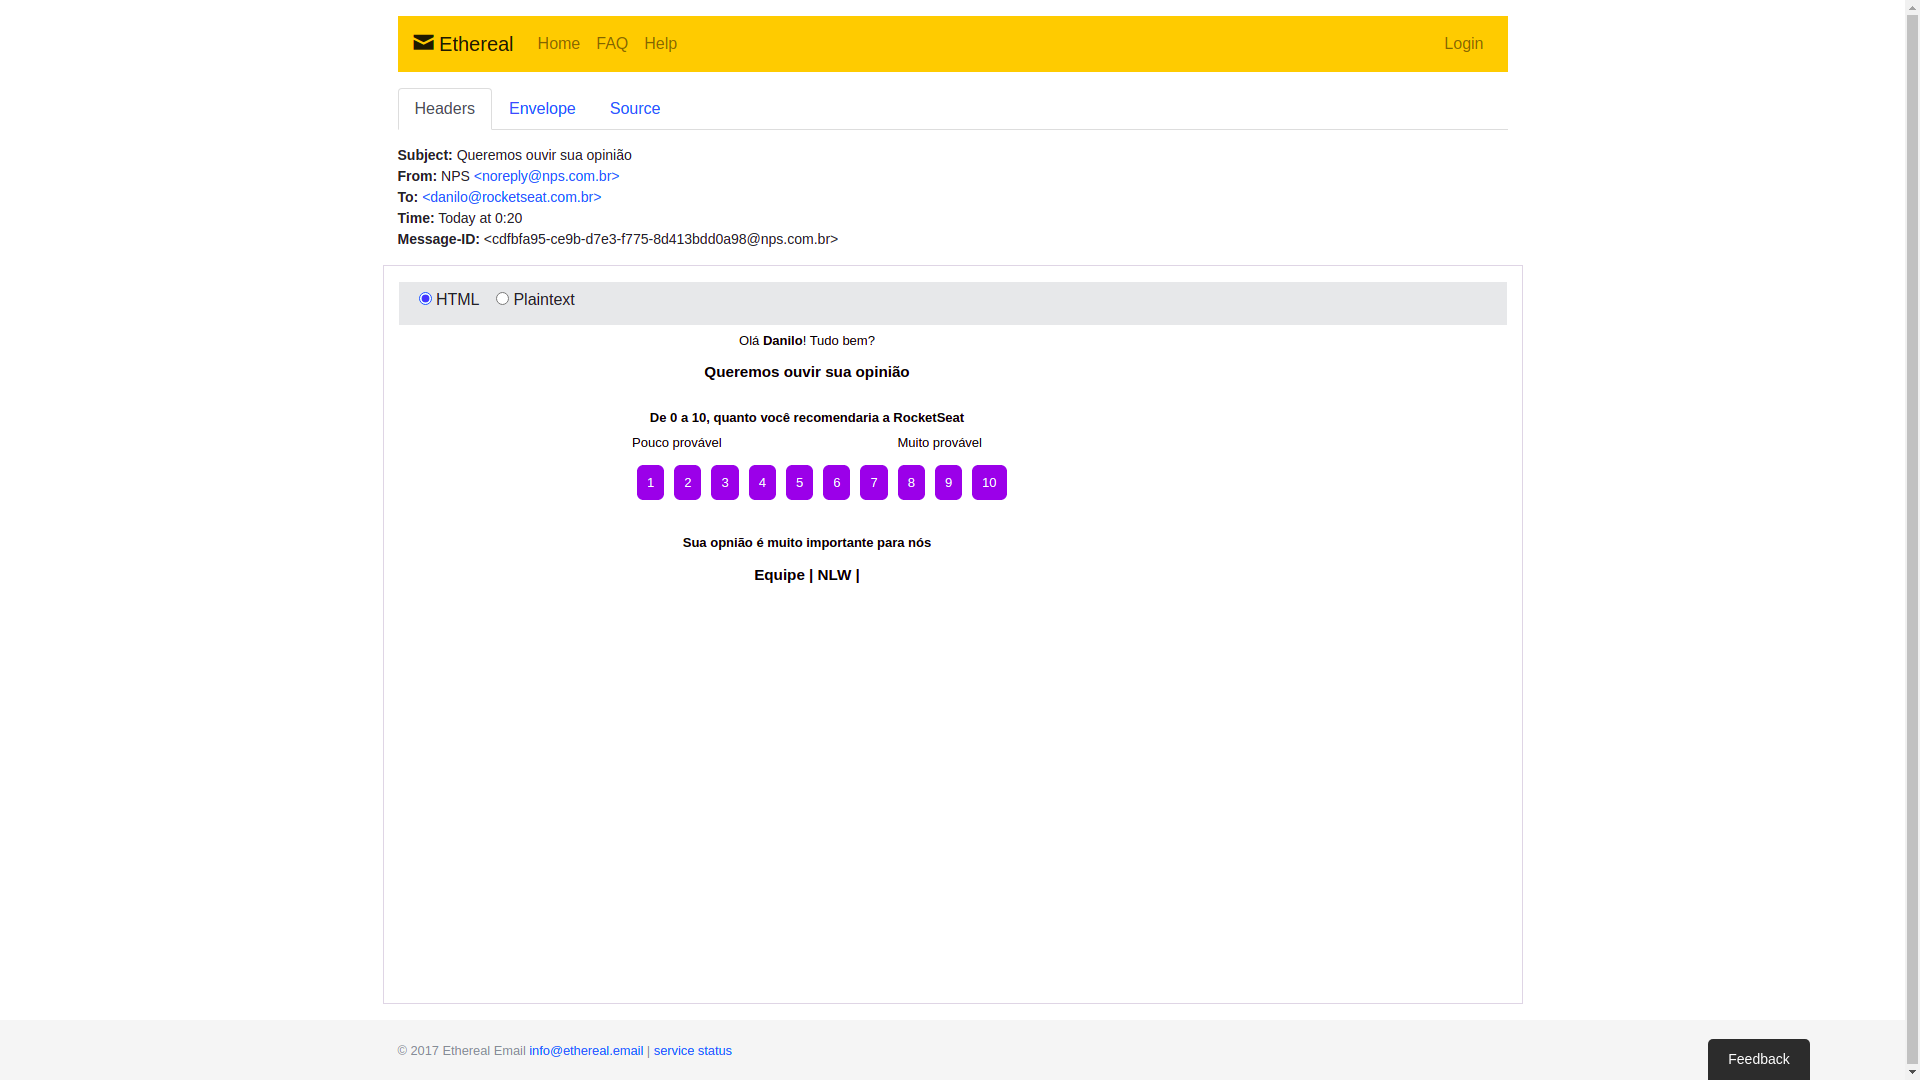 Ethereal Home FAQ Help Login
Headers Envelope Source
Subject: Queremos ouvir sua opinião
From: NPS <noreply@nps.com.br>
To: <danilo@rocketseat.com.br>
Time: Today at 0:20
Message-ID: <cdfbfa95-ce9b-d7e3-f775-8d413bdd0a98@nps.com.br>
HTML Plaintext
Olá Danilo! Tudo bem?
Queremos ouvir sua opinião
De 0 a 10, quanto você recomendaria a RocketSeat
Pouco provável Muito provável
1 2 3 4 5 6 7 8 9 10
Sua opnião é muito importante para nós
Equipe | NLW |
© 2017 Ethereal Email info@ethereal.email | service status
Feedback